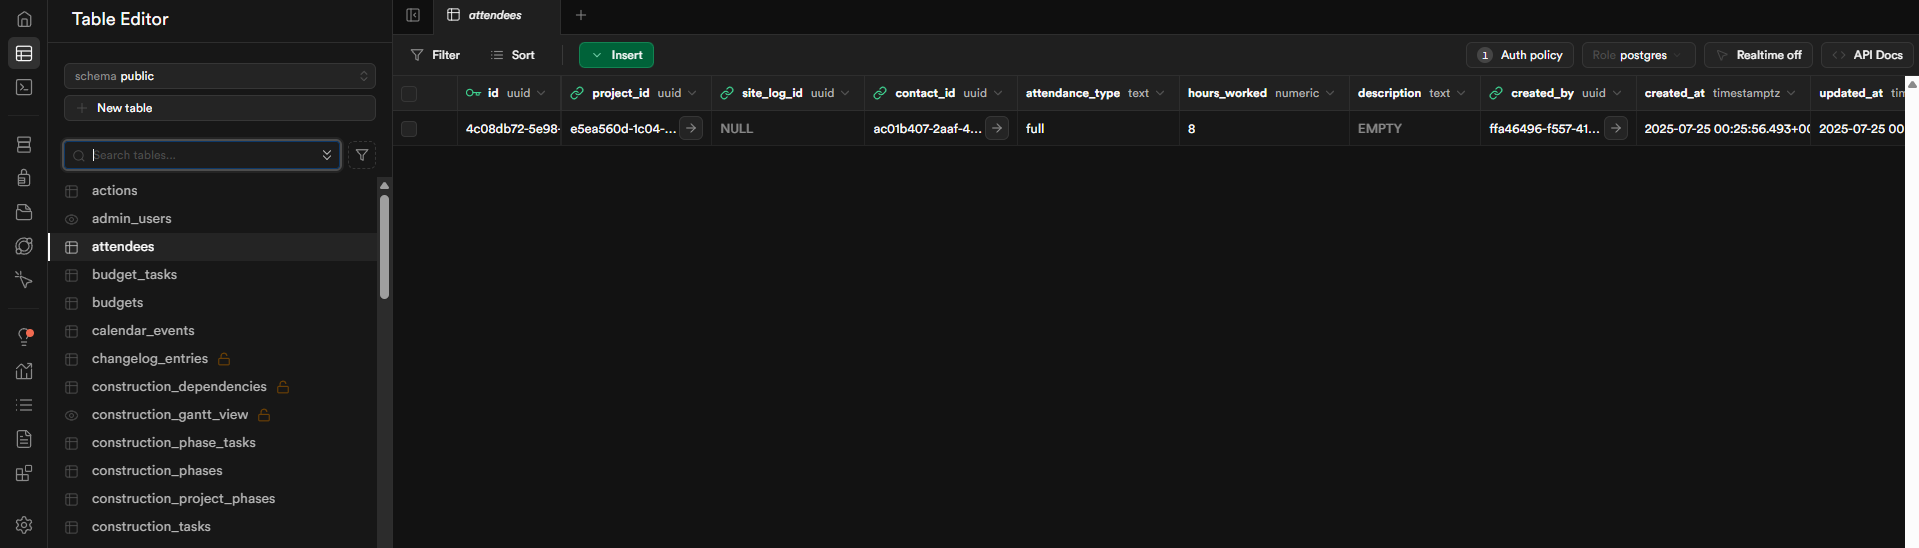 Table Editor
attendees
Filter
Sort
Insert
1 Auth policy
Role postgres
Realtime off
API Docs
schema public
New table
Search tables...
actions
admin_users
attendees
budget_tasks
budgets
calendar_events
changelog_entries
construction_dependencies
construction_gantt_view
construction_phase_tasks
construction_phases
construction_project_phases
construction_tasks
id uuid project_id uuid site_log_id uuid contact_id uuid attendance_type text hours_worked numeric description text created_by uuid created_at timestamptz updated_at tim
4c08db72-5e98- e5ea560d-1c04-... NULL ac01b407-2aaf-4... full 8 EMPTY ffa46496-f557-41... 2025-07-25 00:25:56.493+00 2025-07-25 00